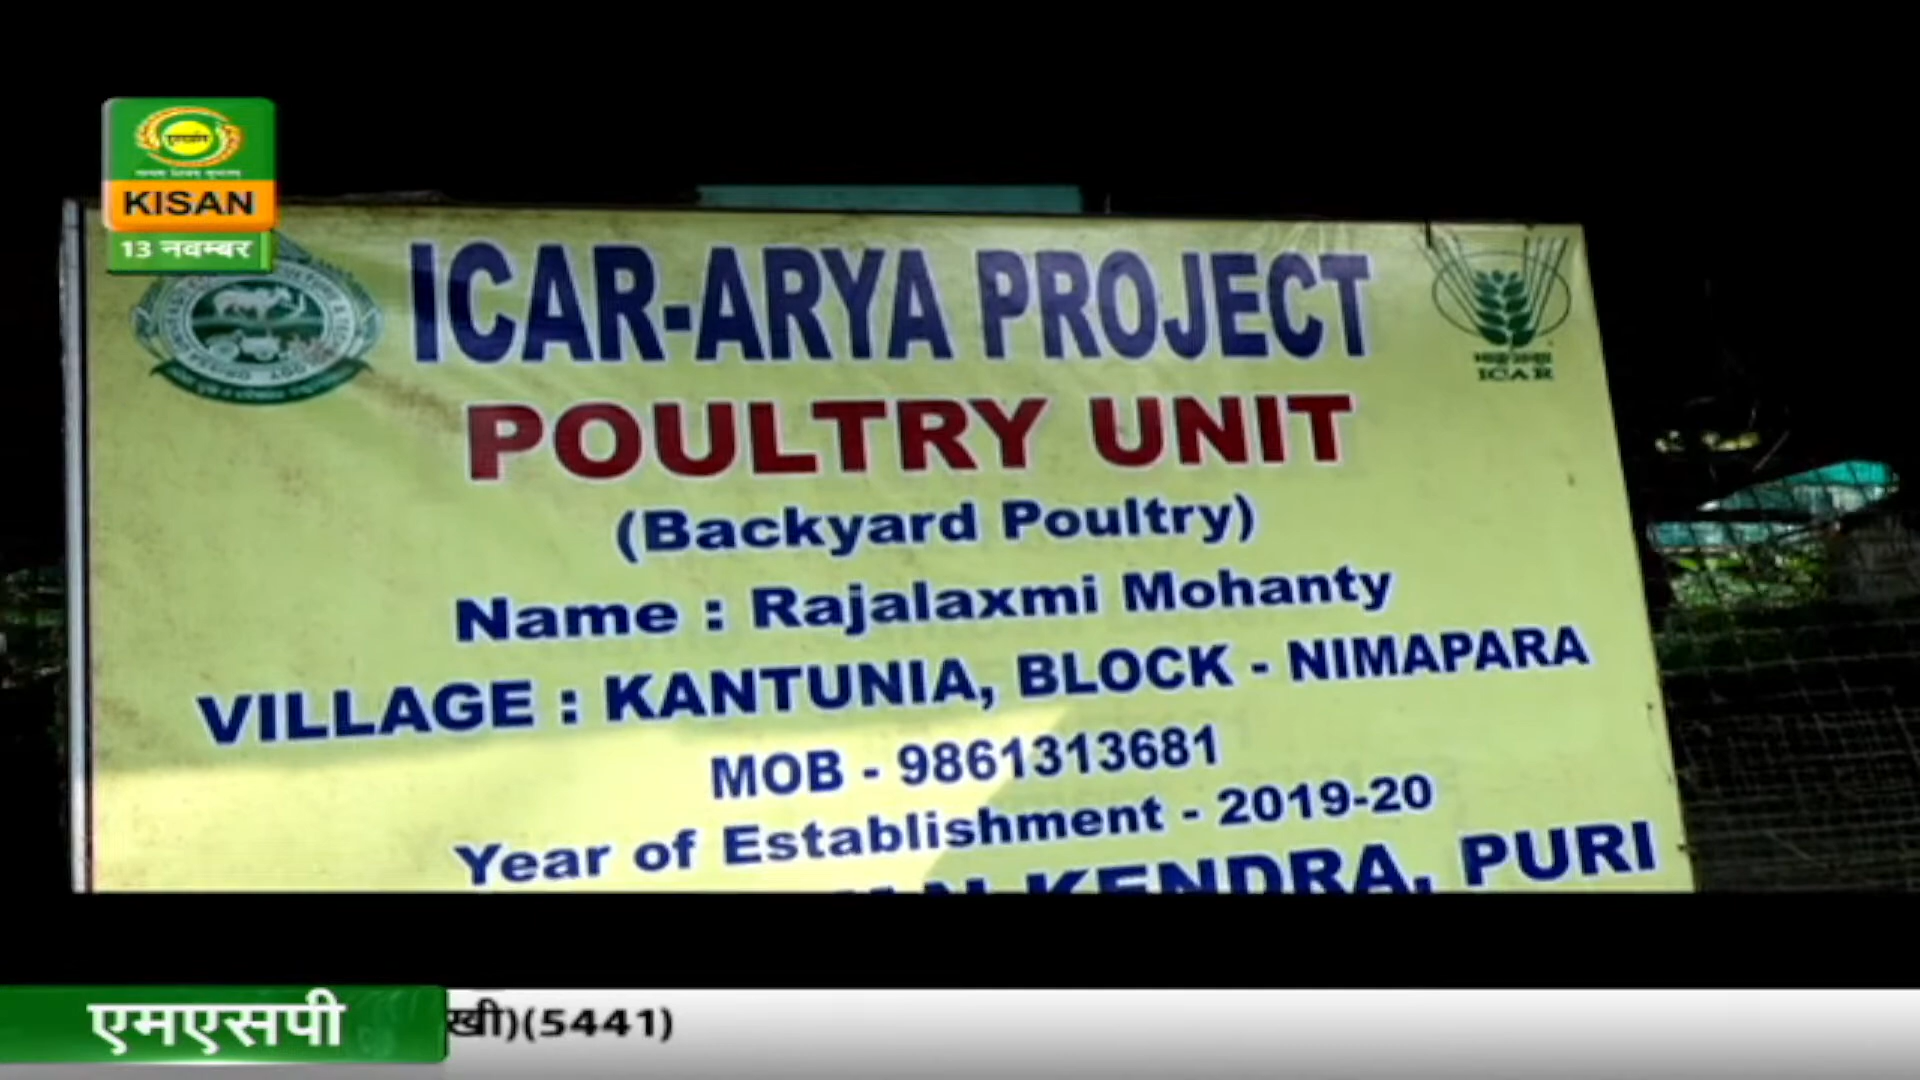 KISAN
13 नवम्बर
ICAR-ARYA PROJECT
ICAR
POULTRY UNIT
(Backyard Poultry)
Name : Rajalaxmi Mohanty
VILLAGE : KANTUNIA, BLOCK - NIMAPARA
MOB - 9861313681
Year of Establishment - 2019-20
KENDRA, PURI
एमएसपी
खी)(5441)